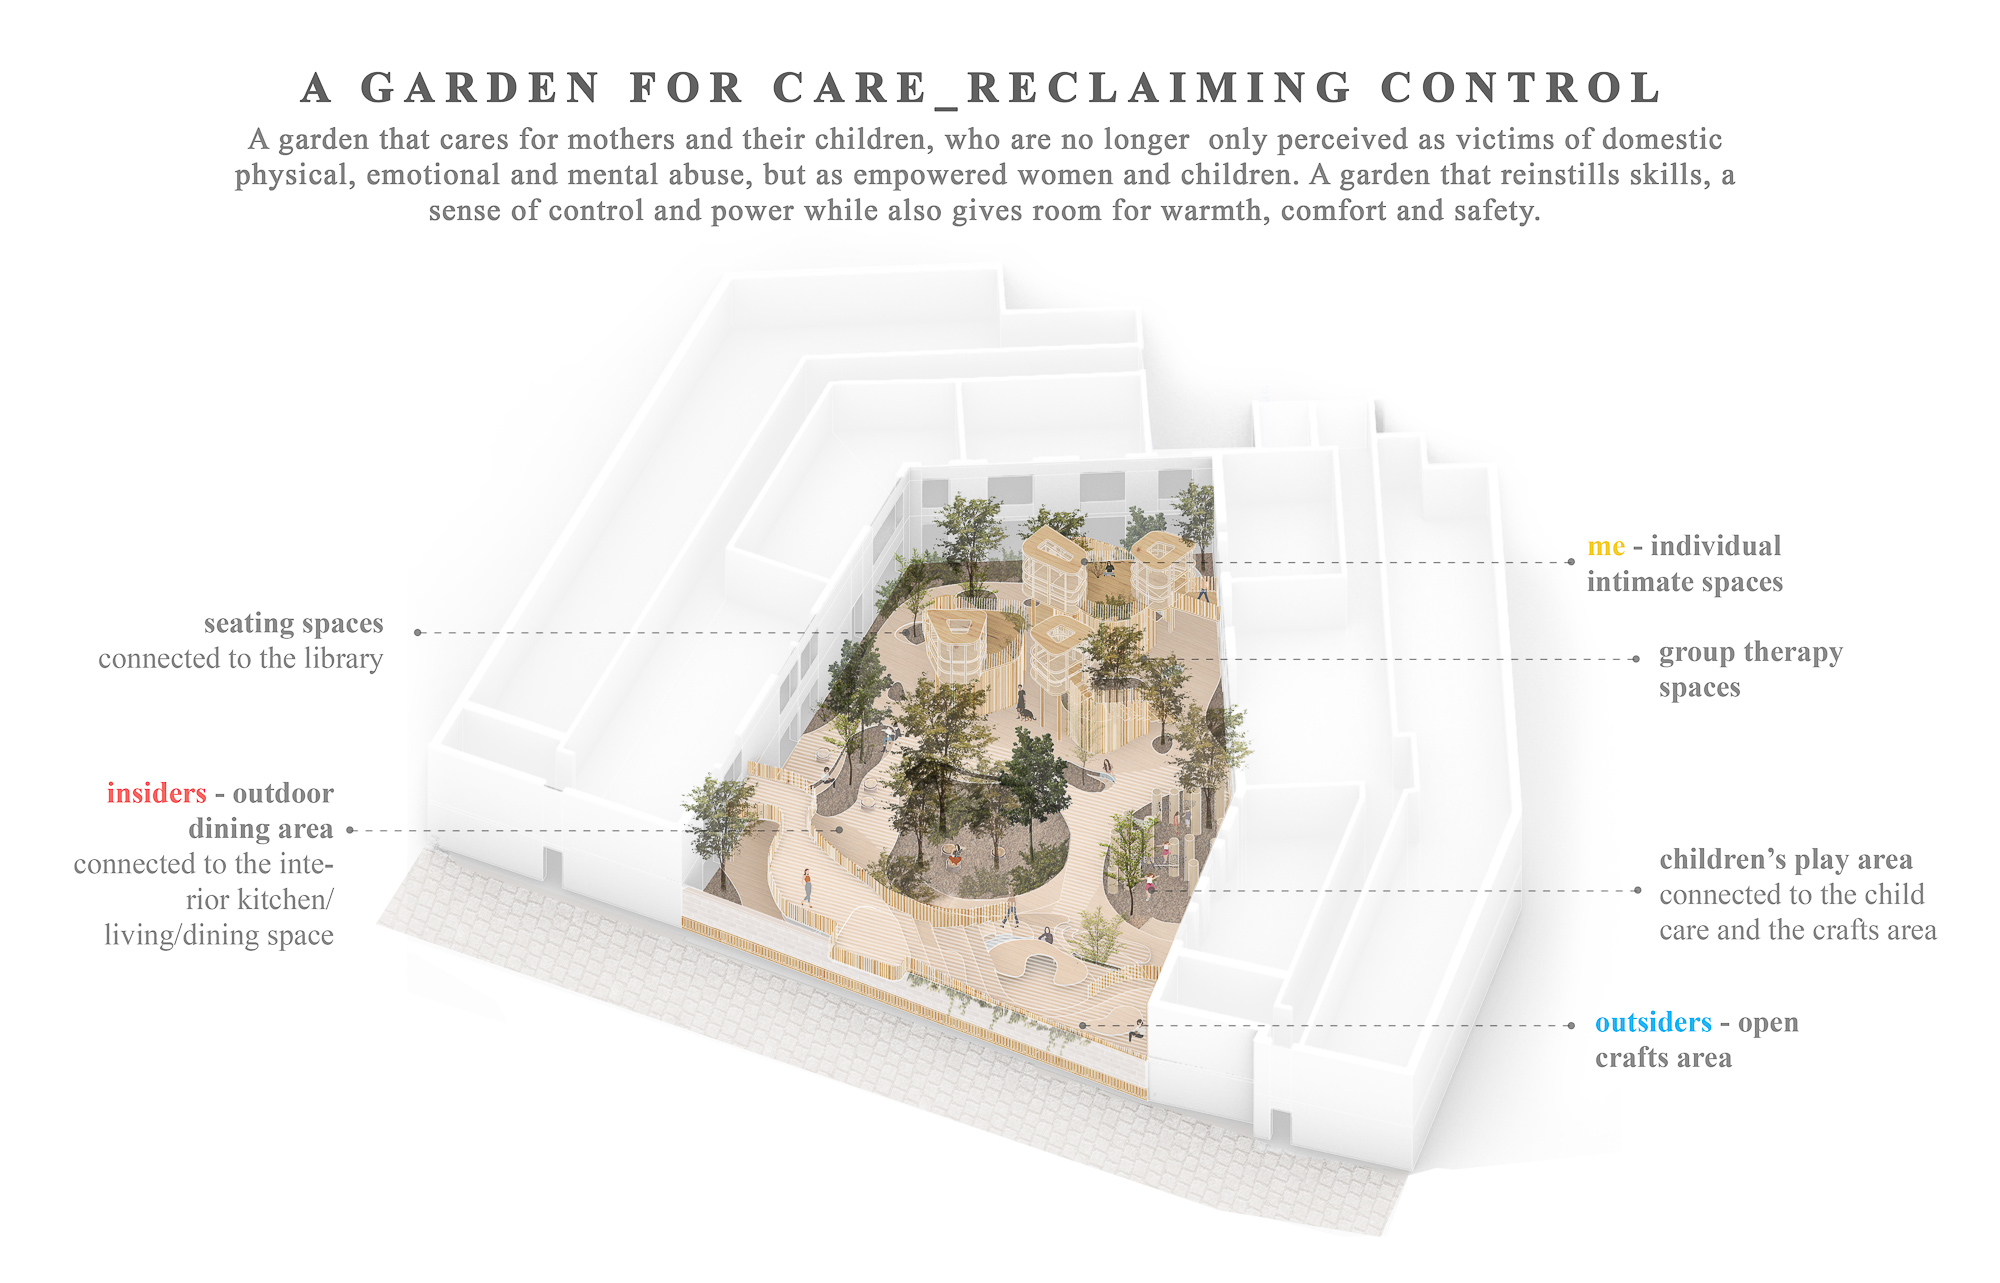 A GARDEN FOR CARE_RECLAIMING CONTROL
A garden that cares for mothers and their children, who are no longer only perceived as victims of domestic
physical, emotional and mental abuse, but as empowered women and children. A garden that reinstills skills, a
sense of control and power while also gives room for warmth, comfort and safety.
me - individual
intimate spaces
seating spaces
connected to the library
group therapy
spaces
insiders - outdoor
dining area
connected to the inte-
rior kitchen/
living/dining space
children’s play area
connected to the child
care and the crafts area
outsiders - open
crafts area